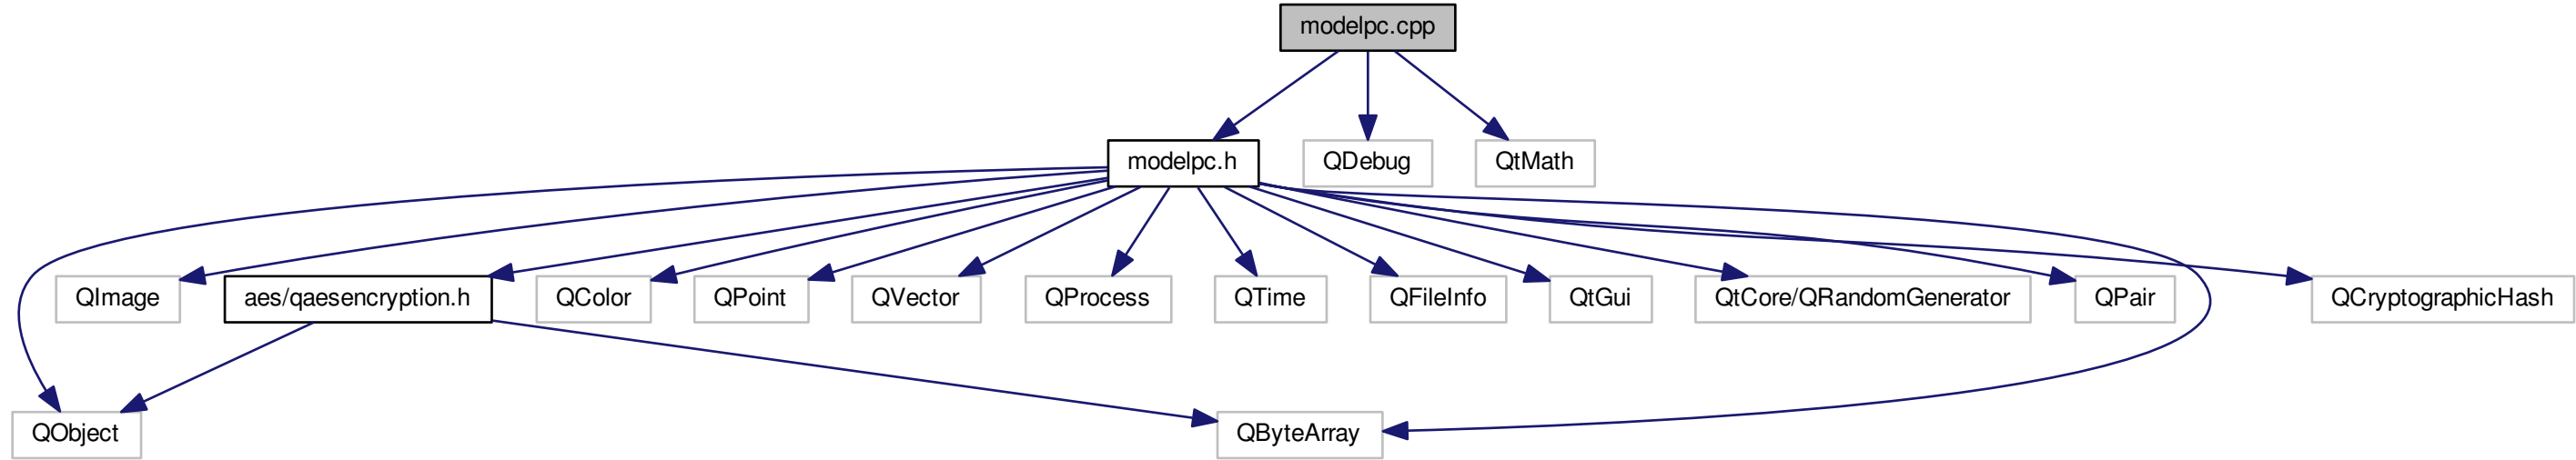 modelpc.cpp
modelpc.h
QDebug
QtMath
QImage
aes/qaesencryption.h
QColor
QPoint
QVector
QProcess
QTime
QFileInfo
QtGui
QtCore/QRandomGenerator
QPair
QCryptographicHash
QObject
QByteArray